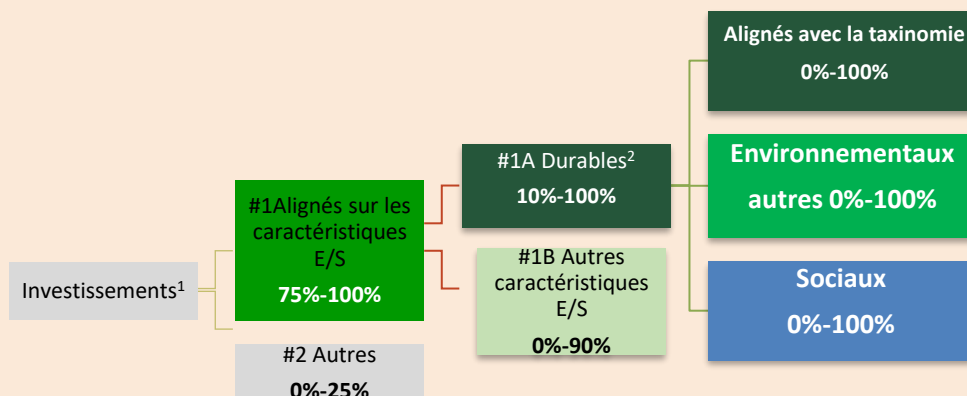 Investissements¹
#1Alignés sur les
caractéristiques
E/S
75%-100%
#2 Autres
0%-25%
#1A Durables²
10%-100%
#1B Autres
caractéristiques
E/S
0%-90%
Alignés avec la taxinomie
0%-100%
Environnementaux
autres 0%-100%
Sociaux
0%-100%